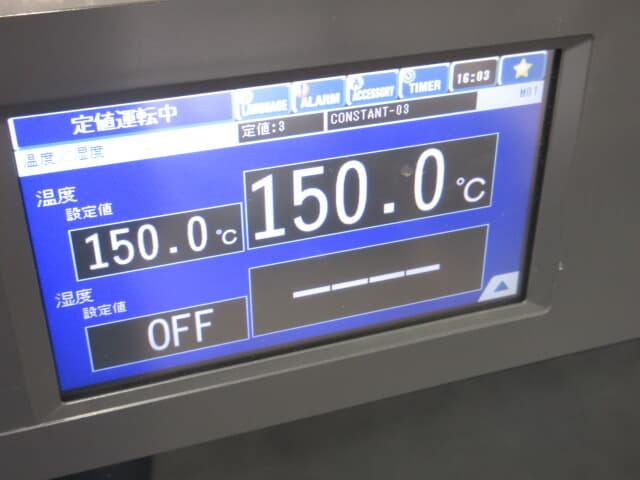 定値運転中
LANGUAGE
ALARM
ACCESSORY
TIMER
16:03
定値:3
CONSTANT-03
M01
温度／湿度
温度
設定値
150.0℃
150.0℃
湿度
設定値
OFF
----